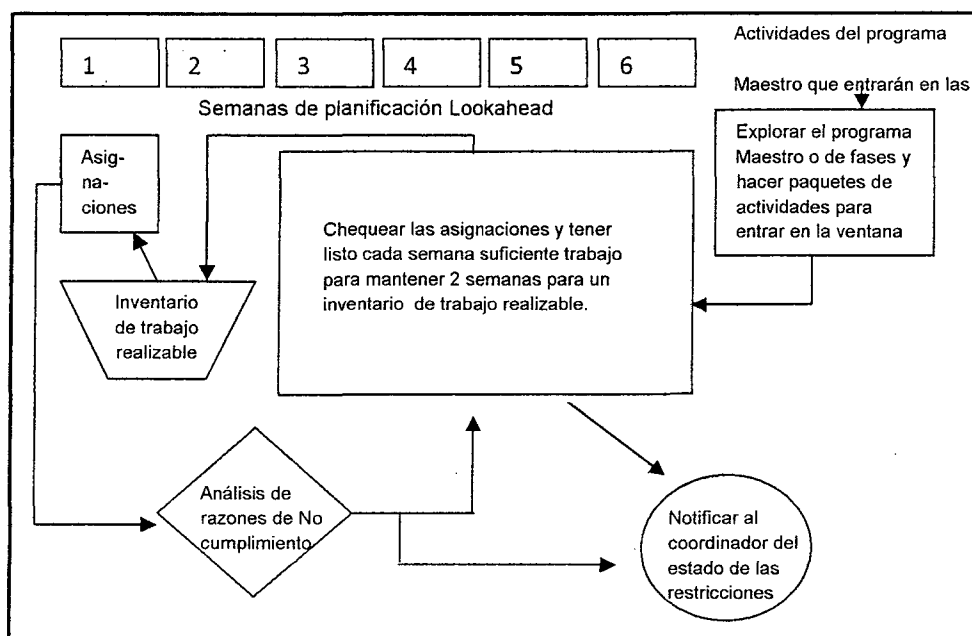 1 2 3 4 5 6
Semanas de planificación Lookahead
Actividades del programa
Maestro que entrarán en las
Explorar el programa
Maestro o de fases y
hacer paquetes de
actividades para
entrar en la ventana
Asig-
na-
ciones
Chequear las asignaciones y tener
listo cada semana suficiente trabajo
para mantener 2 semanas para un
inventario de trabajo realizable.
Inventario
de trabajo
realizable
Análisis de
razones de No
cumplimiento
Notificar al
coordinador del
estado de las
restricciones